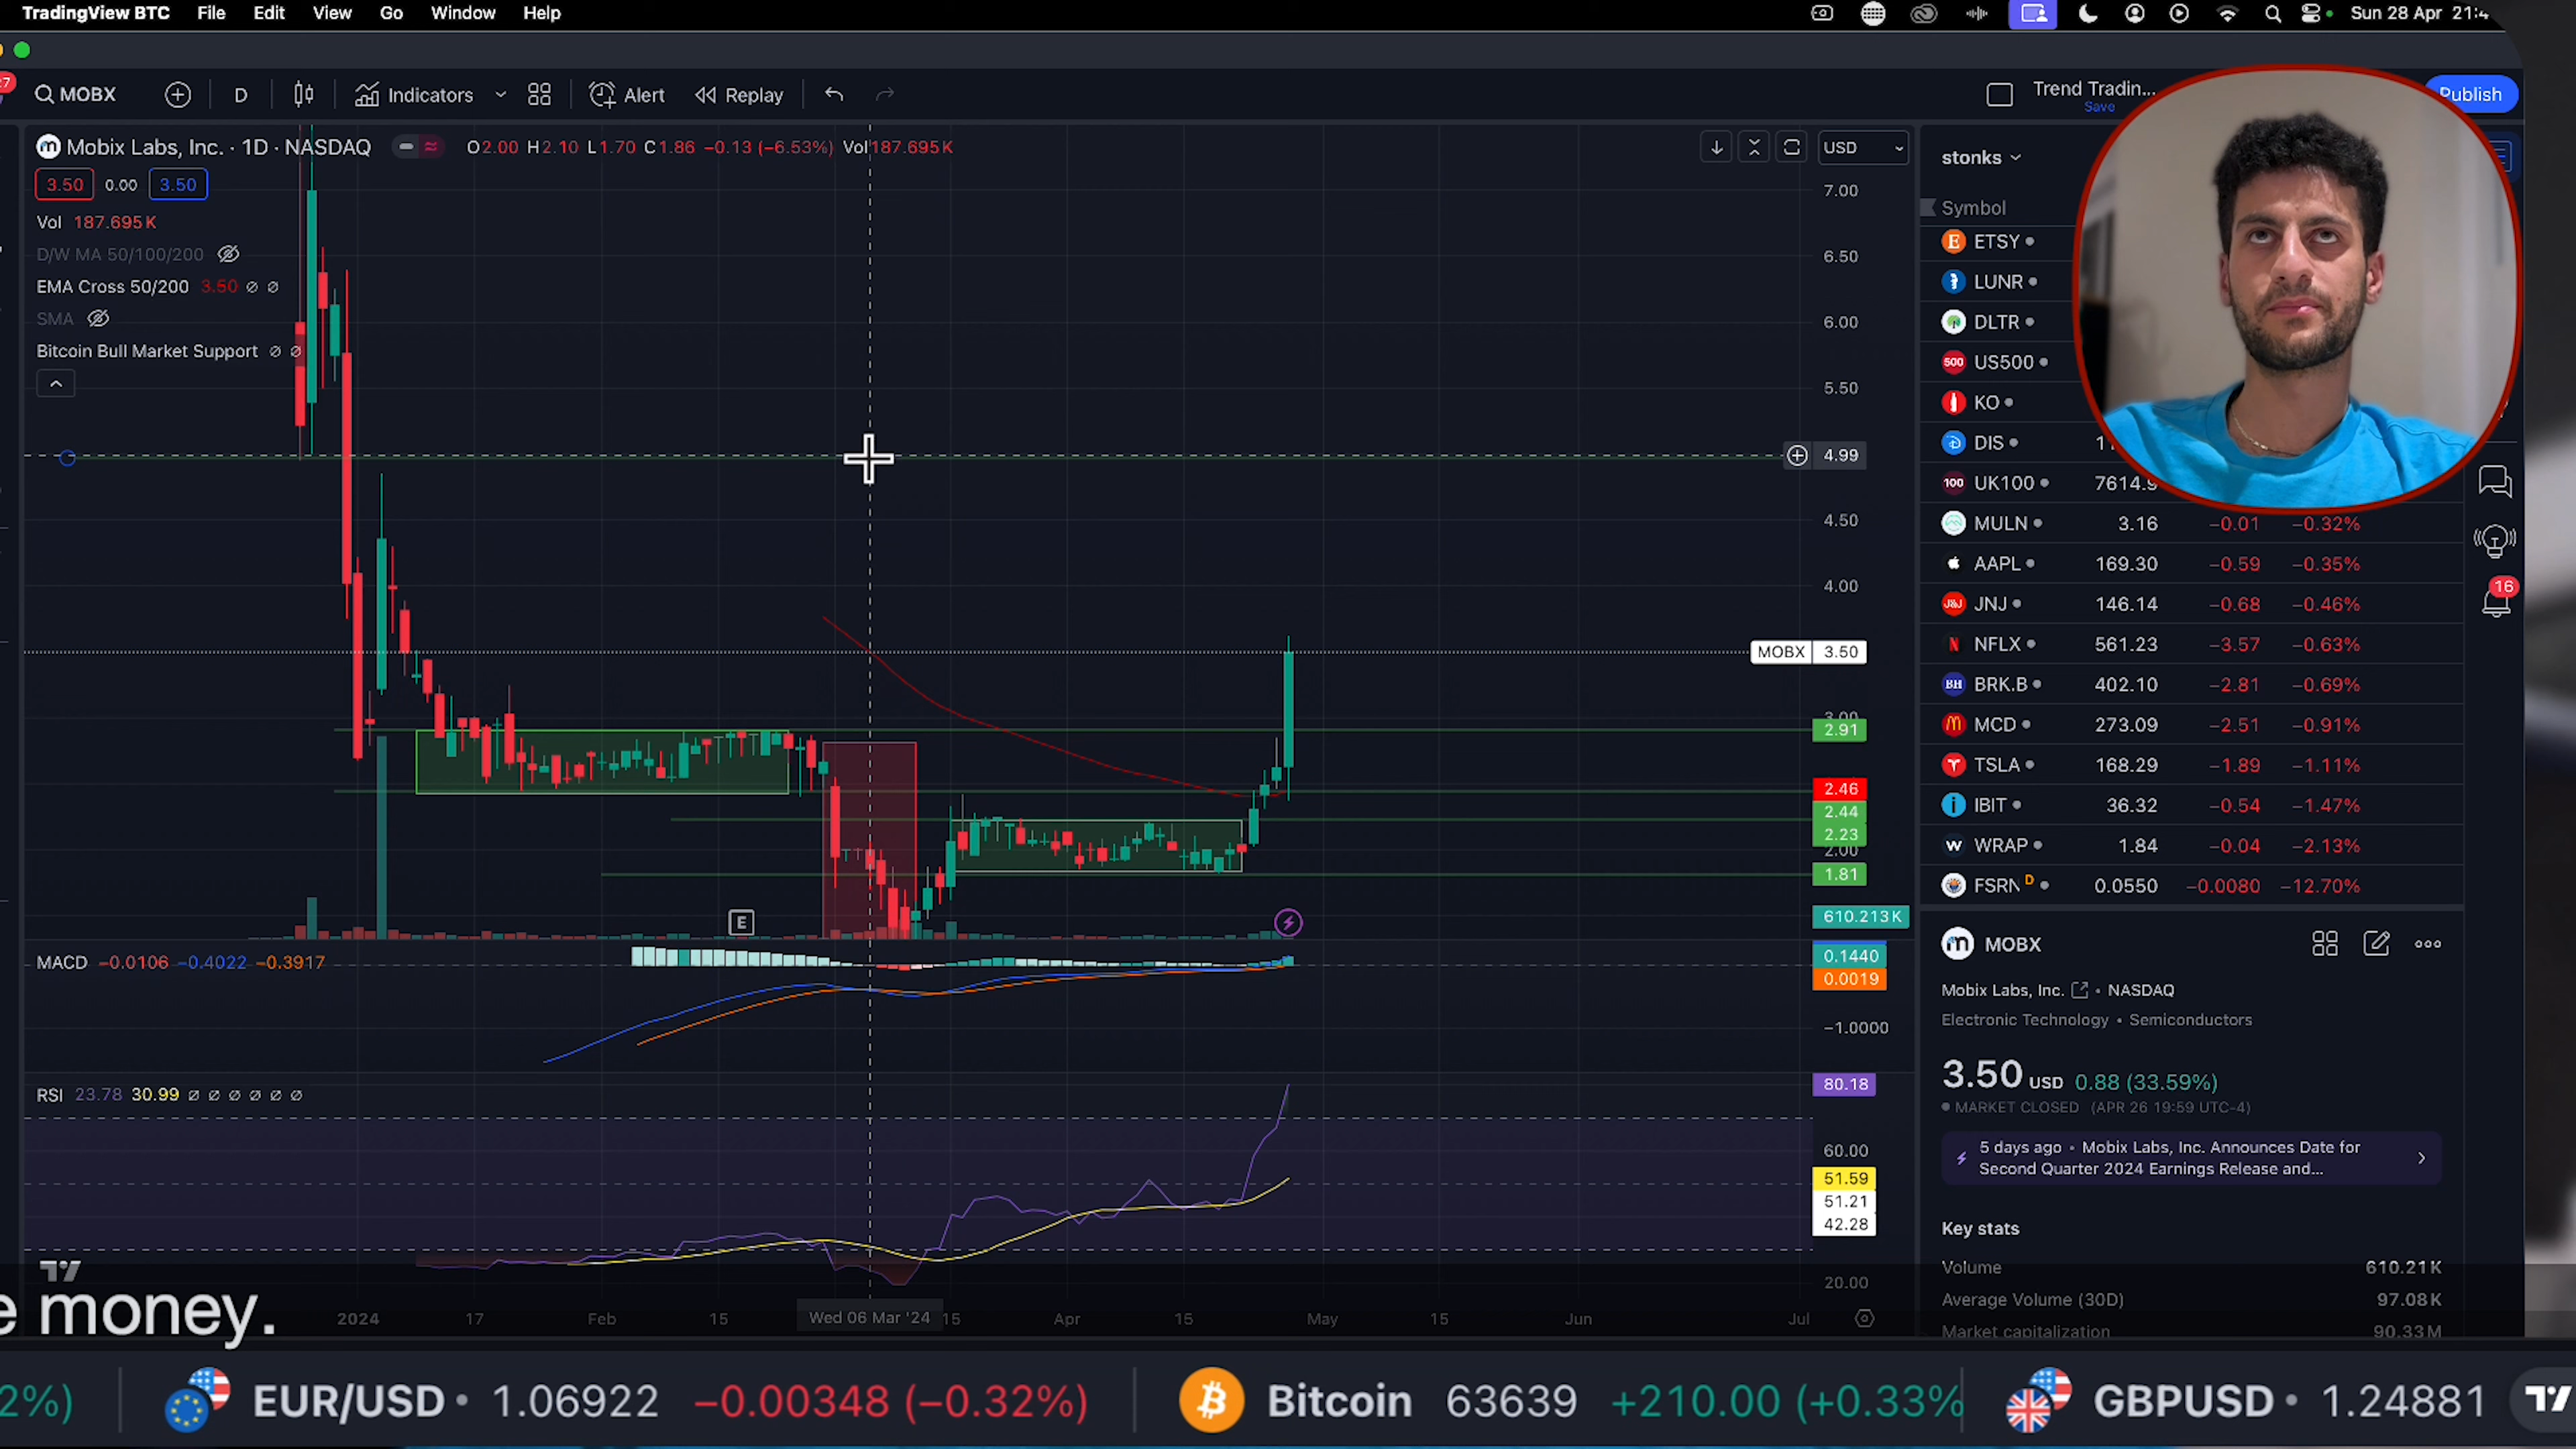 TradingView BTC File Edit View Go Window Help Sun 28 Apr 21:4
27 MOBX D Indicators Alert Replay Trend Tradin... Save Publish
Mobix Labs, Inc. · 1D · NASDAQ O2.00 H2.10 L1.70 C1.86 −0.13 (−6.53%) Vol187.695K USD
3.50 0.00 3.50
Vol 187.695K
D/W MA 50/100/200
EMA Cross 50/200 3.50 ∅ ∅
SMA
Bitcoin Bull Market Support ∅ ∅
7.00
6.50
6.00
5.50
4.99
4.50
4.00
MOBX 3.50
3.00
2.91
2.46
2.44
2.23
2.00
1.81
610.213K
E
MACD −0.0106 −0.4022 −0.3917
0.1440
0.0019
−1.0000
RSI 23.78 30.99 ∅ ∅ ∅ ∅ ∅ ∅
80.18
60.00
51.59
51.21
42.28
20.00
2024 17 Feb 15 Wed 06 Mar '24 15 Apr 15 May 15 Jun Jul
stonks
Symbol
ETSY
LUNR
DLTR
500 US500
KO
DIS 1
100 UK100 7614.9
MULN 3.16 −0.01 −0.32%
AAPL 169.30 −0.59 −0.35%
J&J JNJ 146.14 −0.68 −0.46%
NFLX 561.23 −3.57 −0.63%
BH BRK.B 402.10 −2.81 −0.69%
MCD 273.09 −2.51 −0.91%
TSLA 168.29 −1.89 −1.11%
IBIT 36.32 −0.54 −1.47%
WRAP 1.84 −0.04 −2.13%
FSRN D 0.0550 −0.0080 −12.70%
16
MOBX
Mobix Labs, Inc. • NASDAQ
Electronic Technology • Semiconductors
3.50 USD 0.88 (33.59%)
MARKET CLOSED (APR 26 19:59 UTC-4)
5 days ago • Mobix Labs, Inc. Announces Date for
Second Quarter 2024 Earnings Release and...
Key stats
Volume 610.21K
Average Volume (30D) 97.08K
Market capitalization 90.33M
e money.
2%) EUR/USD • 1.06922 −0.00348 (−0.32%) Bitcoin 63639 +210.00 (+0.33% GBPUSD • 1.24881